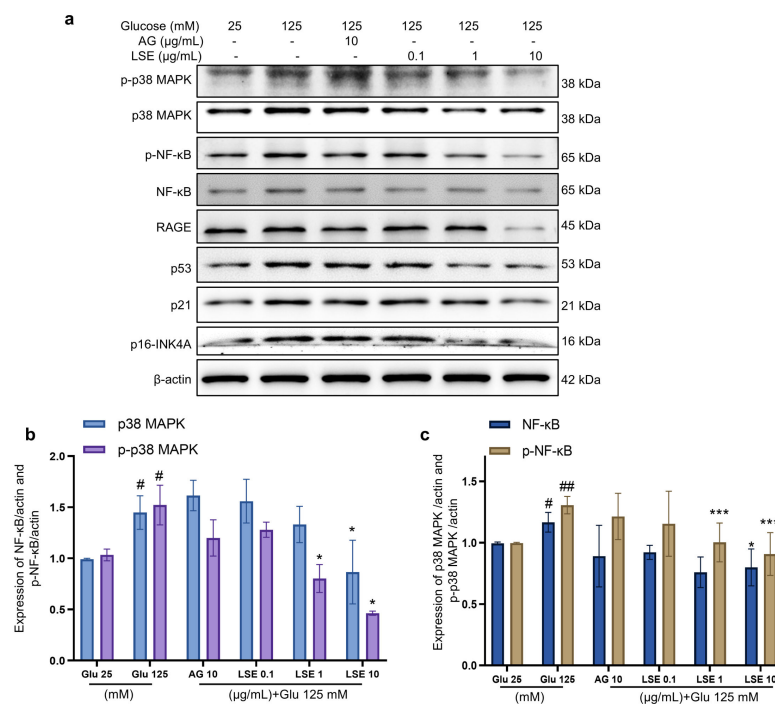 a
Glucose (mM) 25 125 125 125 125 125
AG (μg/mL) - - 10 - - -
LSE (μg/mL) - - - 0.1 1 10
p-p38 MAPK 38 kDa
p38 MAPK 38 kDa
p-NF-κB 65 kDa
NF-κB 65 kDa
RAGE 45 kDa
p53 53 kDa
p21 21 kDa
p16-INK4A 16 kDa
β-actin 42 kDa
b
p38 MAPK
p-p38 MAPK
Expression of NF-κB/actin and
p-NF-κB/actin
2.0
1.5
1.0
0.5
0.0
# #
*
* *
Glu 25 Glu 125 AG 10 LSE 0.1 LSE 1 LSE 10
(mM) (μg/mL)+Glu 125 mM
c
NF-κB
p-NF-κB
Expression of p38 MAPK /actin and
p-p38 MAPK /actin
1.5
1.0
0.5
0.0
# ##
***
* ***
Glu 25 Glu 125 AG 10 LSE 0.1 LSE 1 LSE 10
(mM) (μg/mL)+Glu 125 mM